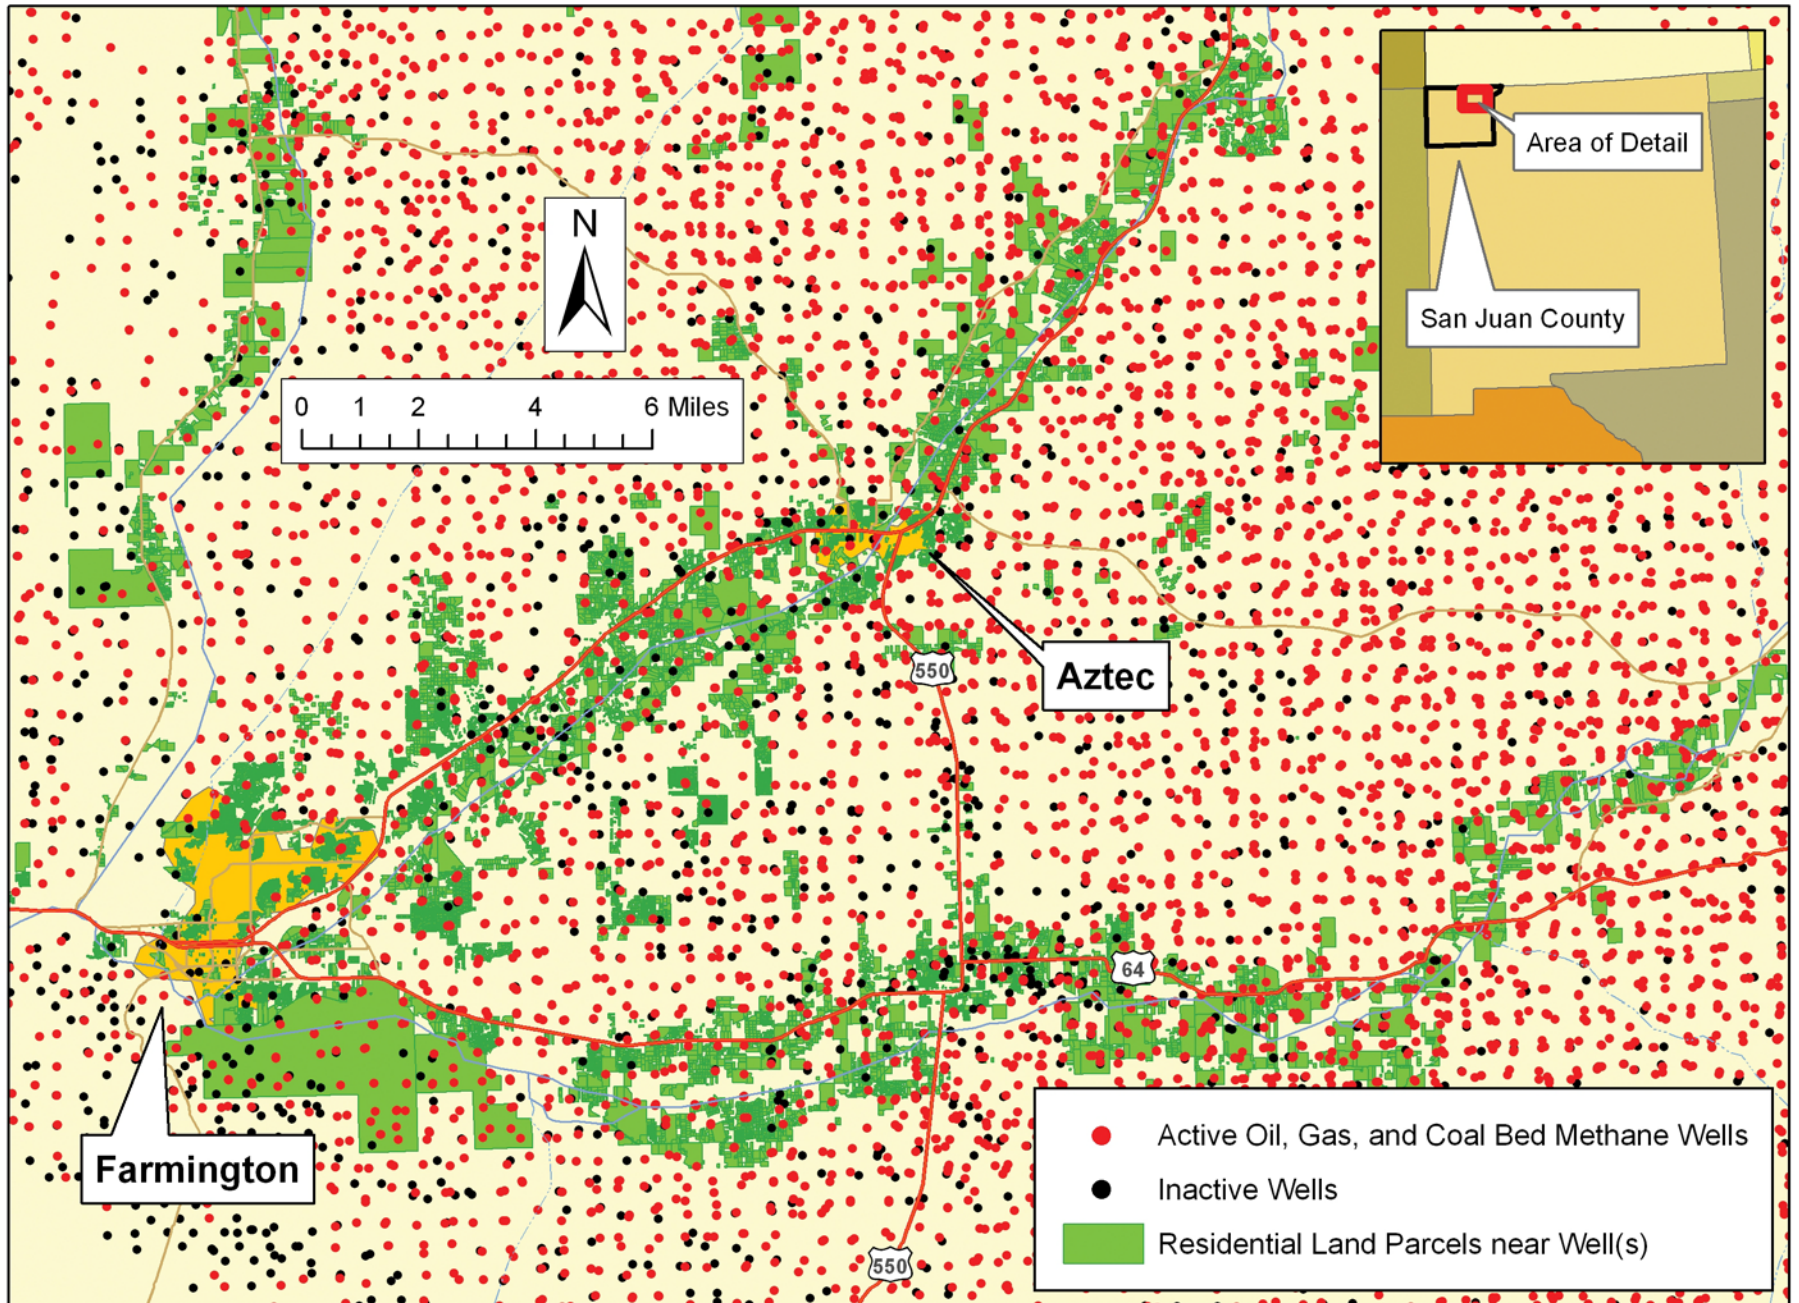 Area of Detail
N
San Juan County
0 1 2 4 6 Miles
550
Aztec
64
Active Oil, Gas, and Coal Bed Methane Wells
Farmington
Inactive Wells
Residential Land Parcels near Well(s)
550